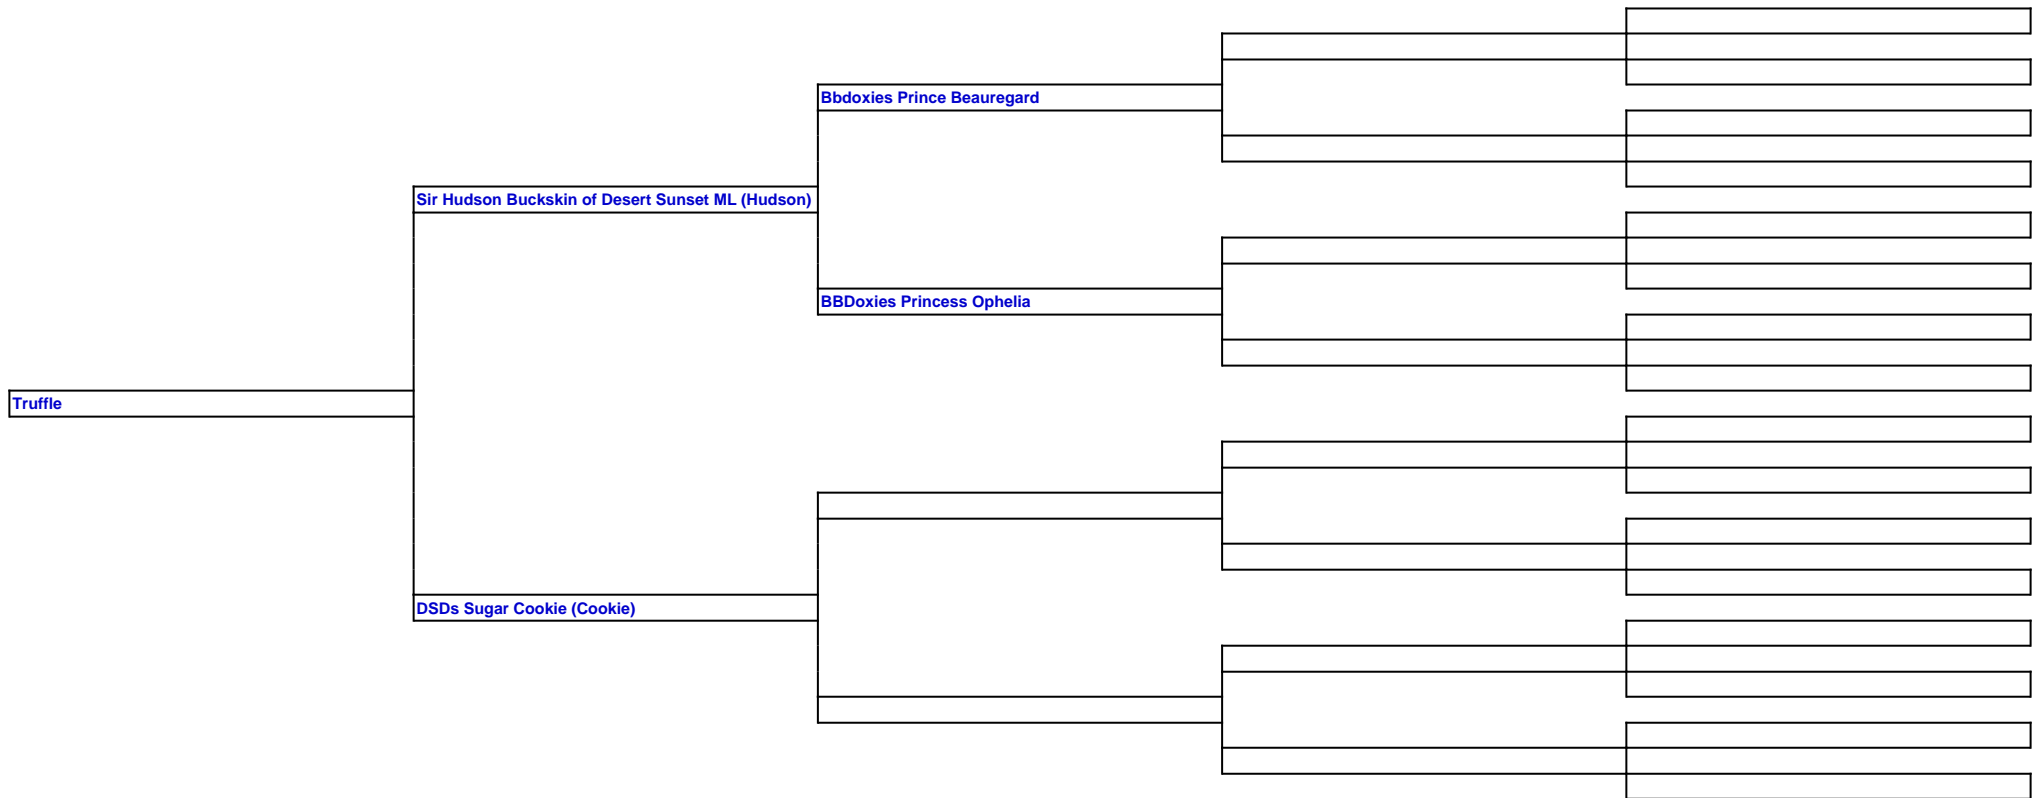 Bbdoxies Prince Beauregard
Sir Hudson Buckskin of Desert Sunset ML (Hudson)
BBDoxies Princess Ophelia
Truffle
DSDs Sugar Cookie (Cookie)